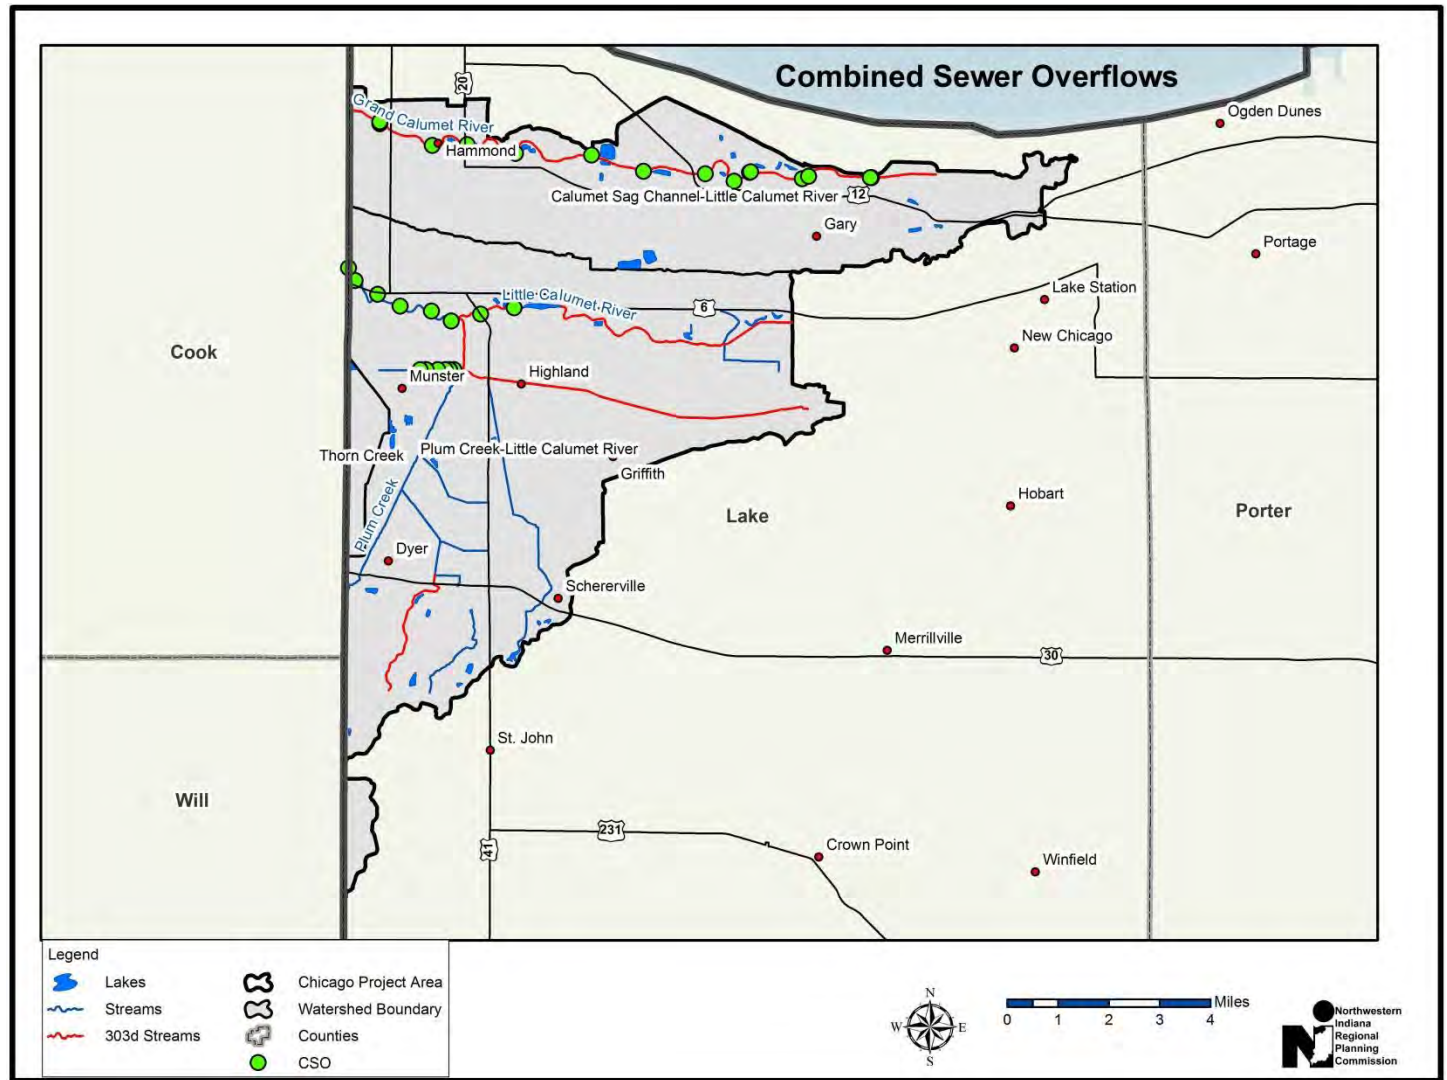 Combined Sewer Overflows
20
Ogden Dunes
Grand Calumet River
Hammond
Calumet Sag Channel-Little Calumet River
12
Gary
Portage
Lake Station
Little Calumet River
6
New Chicago
Cook
Munster
Highland
Thorn Creek
Plum Creek-Little Calumet River
Griffith
Hobart
Lake
Porter
Plum Creek
Dyer
Schererville
Merrillville
30
St. John
Will
231
41
Crown Point
Winfield
Legend
Lakes
Streams
303d Streams
Chicago Project Area
Watershed Boundary
Counties
CSO
N
W
E
S
Miles
0 1 2 3 4
Northwestern
Indiana
Regional
Planning
Commission